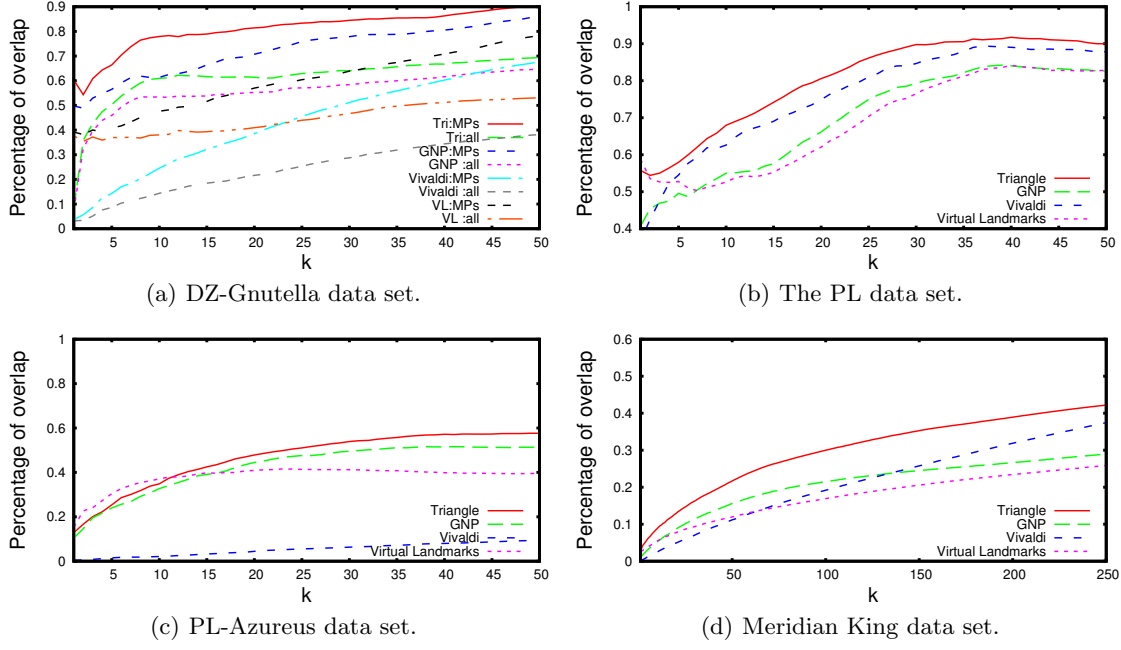 0.9
0.8
0.7
0.6
0.5
0.4
0.3
0.2
0.1
0
Percentage of overlap
5 10 15 20 25 30 35 40 45 50
k
Tri:MPs
Tri:all
GNP:MPs
GNP :all
Vivaldi:MPs
Vivaldi :all
VL:MPs
VL :all
(a) DZ-Gnutella data set.
1
0.9
0.8
0.7
0.6
0.5
0.4
Percentage of overlap
5 10 15 20 25 30 35 40 45 50
k
Triangle
GNP
Vivaldi
Virtual Landmarks
(b) The PL data set.
1
0.8
0.6
0.4
0.2
0
Percentage of overlap
5 10 15 20 25 30 35 40 45 50
k
Triangle
GNP
Vivaldi
Virtual Landmarks
(c) PL-Azureus data set.
0.6
0.5
0.4
0.3
0.2
0.1
0
Percentage of overlap
50 100 150 200 250
k
Triangle
GNP
Vivaldi
Virtual Landmarks
(d) Meridian King data set.